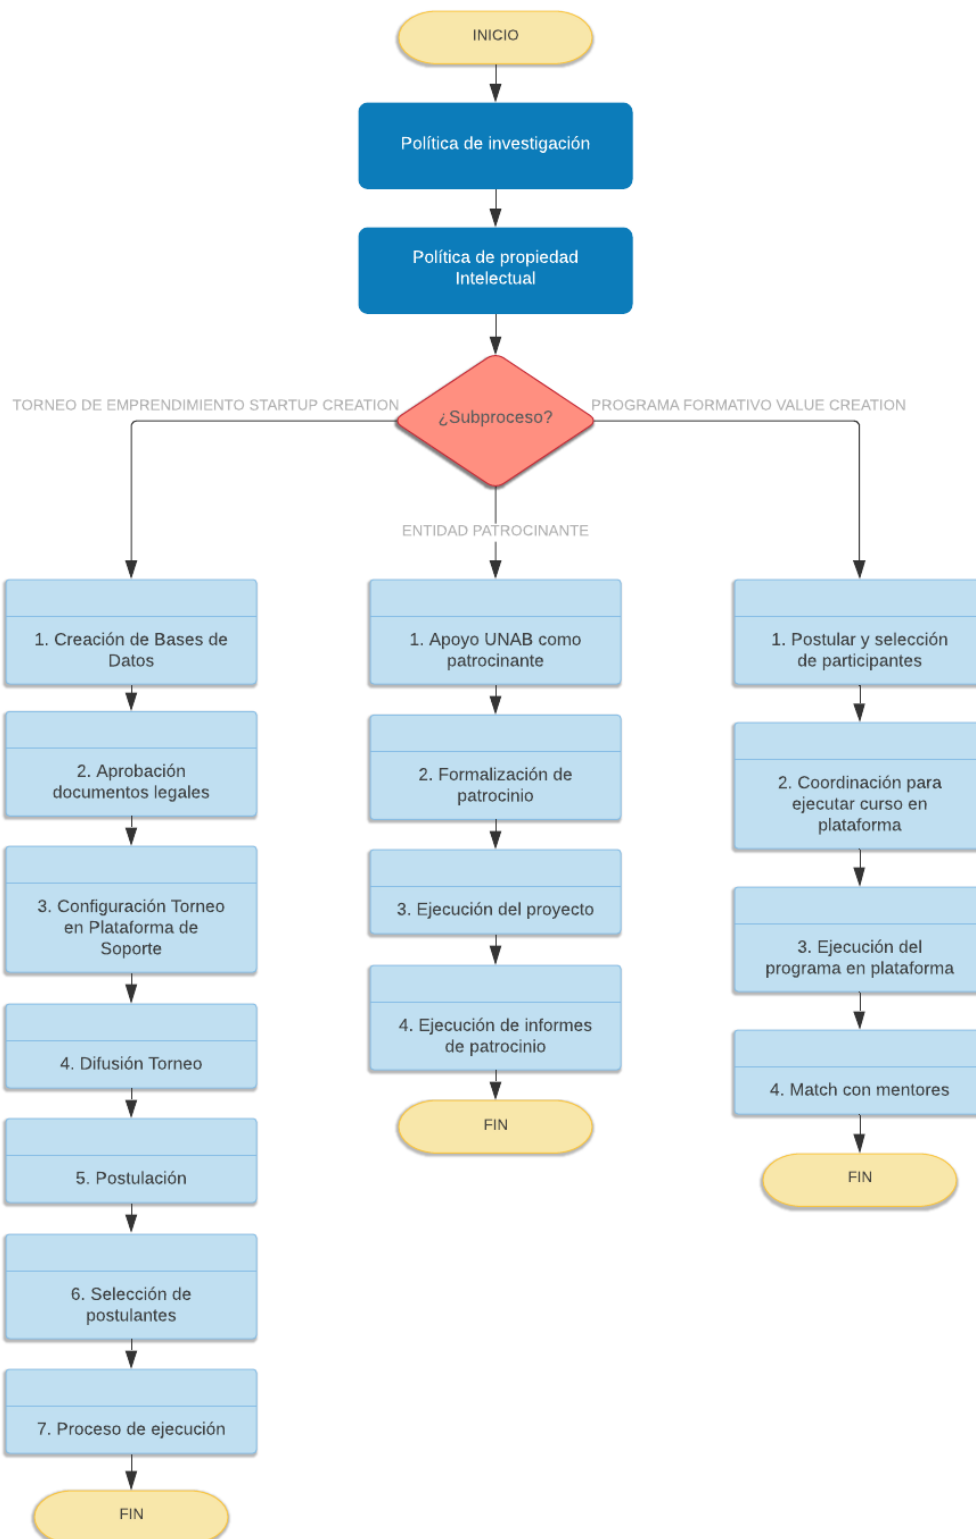 INICIO
Política de investigación
Política de propiedad
Intelectual
¿Subproceso?
TORNEO DE EMPRENDIMIENTO STARTUP CREATION
PROGRAMA FORMATIVO VALUE CREATION
ENTIDAD PATROCINANTE
1. Creación de Bases de
Datos
2. Aprobación
documentos legales
3. Configuración Torneo
en Plataforma de
Soporte
4. Difusión Torneo
5. Postulación
6. Selección de
postulantes
7. Proceso de ejecución
FIN
1. Apoyo UNAB como
patrocinante
2. Formalización de
patrocinio
3. Ejecución del proyecto
4. Ejecución de informes
de patrocinio
FIN
1. Postular y selección
de participantes
2. Coordinación para
ejecutar curso en
plataforma
3. Ejecución del
programa en plataforma
4. Match con mentores
FIN